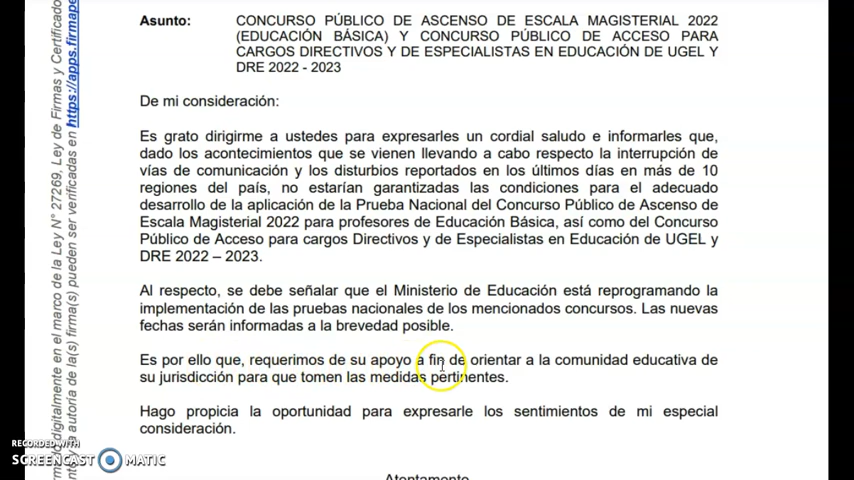 Asunto: CONCURSO PÚBLICO DE ASCENSO DE ESCALA MAGISTERIAL 2022
(EDUCACIÓN BÁSICA) Y CONCURSO PÚBLICO DE ACCESO PARA
CARGOS DIRECTIVOS Y DE ESPECIALISTAS EN EDUCACIÓN DE UGEL Y
DRE 2022 - 2023
De mi consideración:
Es grato dirigirme a ustedes para expresarles un cordial saludo e informarles que,
dado los acontecimientos que se vienen llevando a cabo respecto la interrupción de
vías de comunicación y los disturbios reportados en los últimos días en más de 10
regiones del país, no estarían garantizadas las condiciones para el adecuado
desarrollo de la aplicación de la Prueba Nacional del Concurso Público de Ascenso de
Escala Magisterial 2022 para profesores de Educación Básica, así como del Concurso
Público de Acceso para cargos Directivos y de Especialistas en Educación de UGEL y
DRE 2022 – 2023.
Al respecto, se debe señalar que el Ministerio de Educación está reprogramando la
implementación de las pruebas nacionales de los mencionados concursos. Las nuevas
fechas serán informadas a la brevedad posible.
Es por ello que, requerimos de su apoyo a fin de orientar a la comunidad educativa de
su jurisdicción para que tomen las medidas pertinentes.
Hago propicia la oportunidad para expresarle los sentimientos de mi especial
consideración.
Atentamente
digitalmente en el marco de la Ley N° 27269, Ley de Firmas y Certificado
autoría de la(s) firma(s) pueden ser verificadas en https://apps.firmape
RECORDED WITH
SCREENCAST MATIC